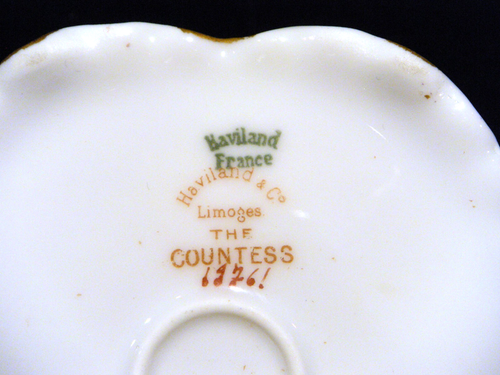 Haviland
France
Haviland & Co
Limoges
THE
COUNTESS